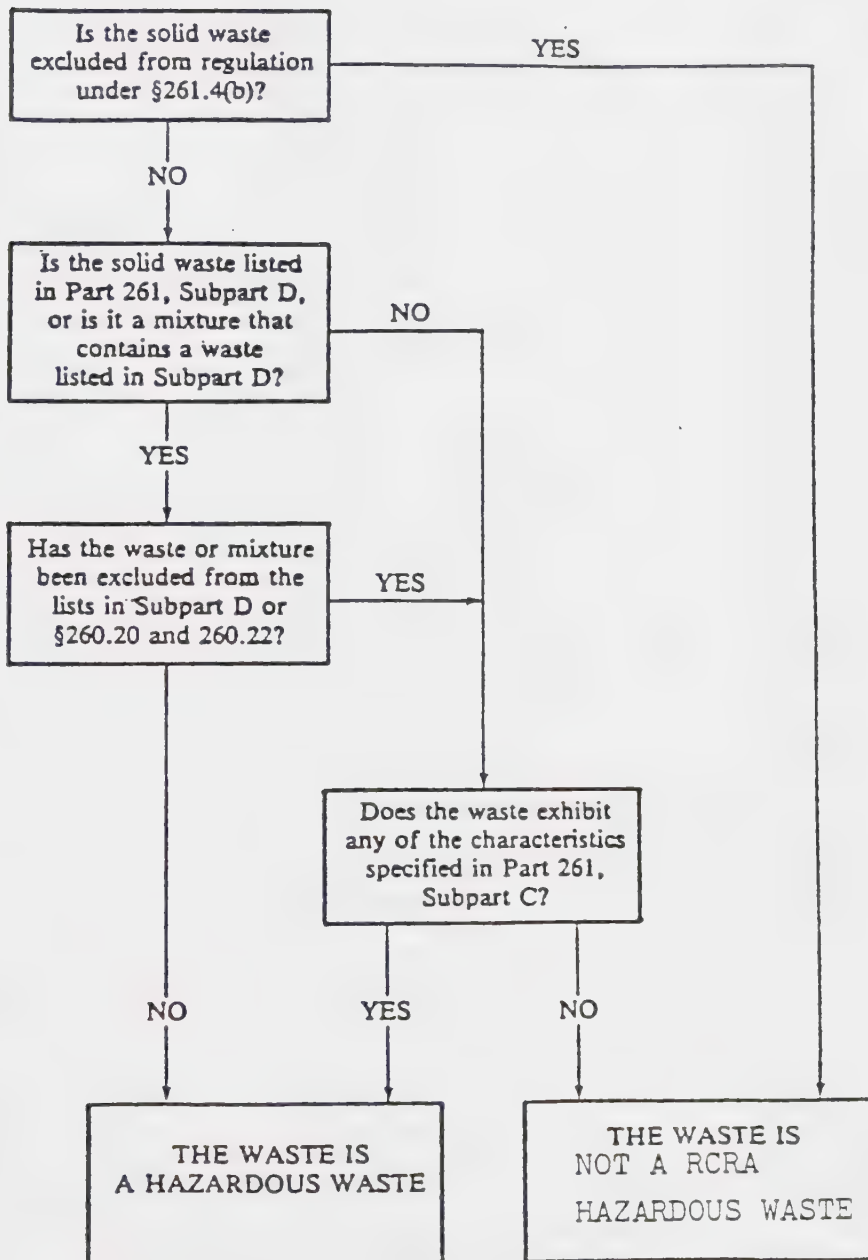 Is the solid waste
excluded from regulation
under §261.4(b)?
YES
NO
Is the solid waste listed
in Part 261, Subpart D,
or is it a mixture that
contains a waste
listed in Subpart D?
NO
YES
Has the waste or mixture
been excluded from the
lists in Subpart D or
§260.20 and 260.22?
YES
Does the waste exhibit
any of the characteristics
specified in Part 261,
Subpart C?
NO
YES
NO
THE WASTE IS
A HAZARDOUS WASTE
THE WASTE IS
NOT A RCRA
HAZARDOUS WASTE